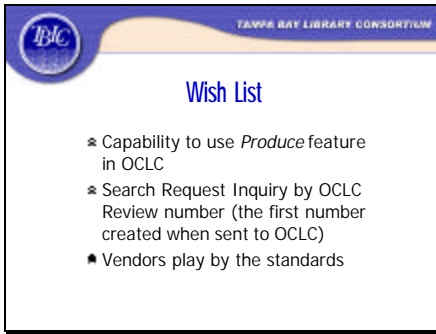 TBLC
TAMPA BAY LIBRARY CONSORTIUM
Wish List
Capability to use Produce feature
in OCLC
Search Request Inquiry by OCLC
Review number (the first number
created when sent to OCLC)
Vendors play by the standards